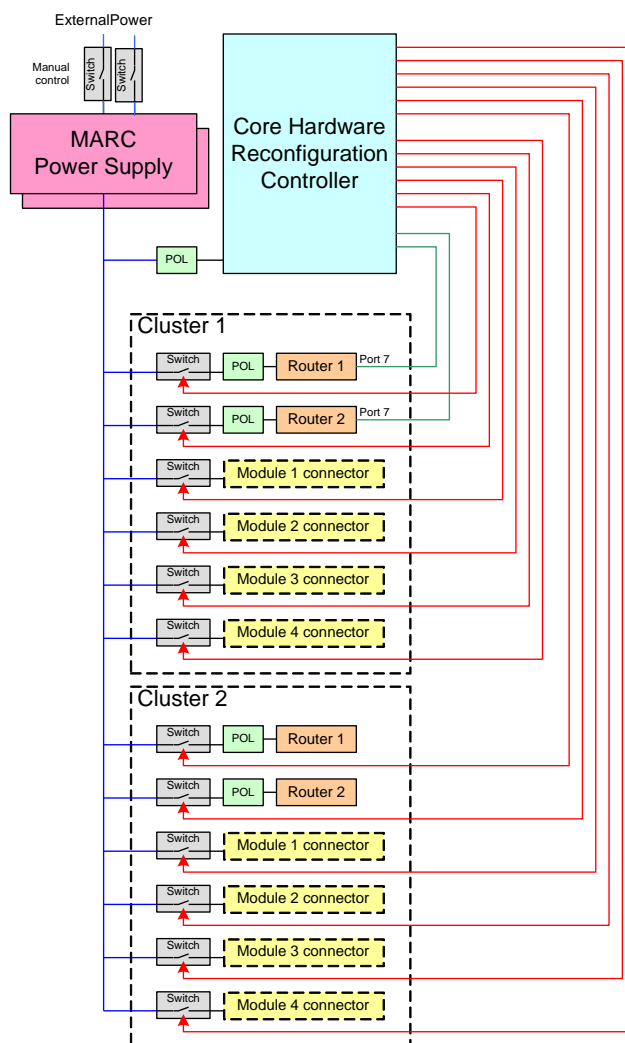 ExternalPower
Manual
control
Switch
Switch
MARC
Power Supply
Core Hardware
Reconfiguration
Controller
POL
Cluster 1
Switch
POL
Router 1
Port 7
Switch
POL
Router 2
Port 7
Switch
Module 1 connector
Switch
Module 2 connector
Switch
Module 3 connector
Switch
Module 4 connector
Cluster 2
Switch
POL
Router 1
Switch
POL
Router 2
Switch
Module 1 connector
Switch
Module 2 connector
Switch
Module 3 connector
Switch
Module 4 connector